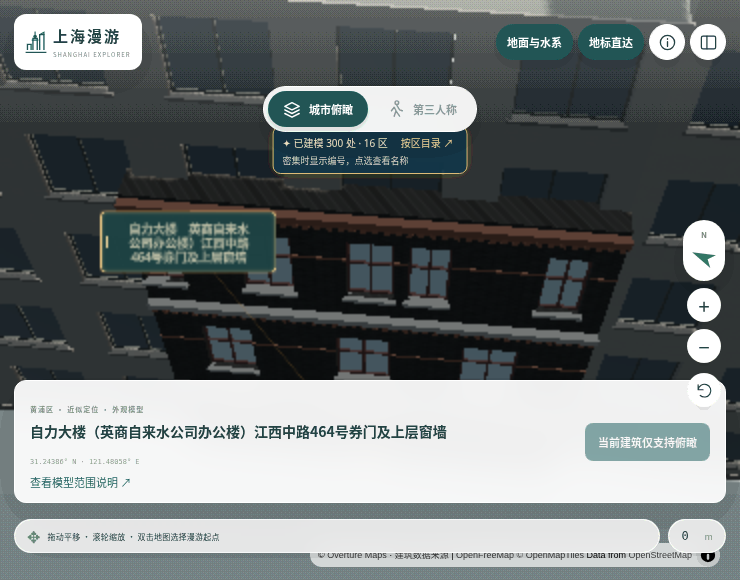 上海漫游
SHANGHAI EXPLORER
地面与水系
地标直达
城市俯瞰
第三人称
✦ 已建模 300 处 · 16 区 按区目录 ↗
密集时显示编号，点选查看名称
自力大楼 英商自来水
公司办公楼）江西中路
464号券门及上层窗墙
N
+
−
黄浦区 · 近似定位 · 外观模型
自力大楼（英商自来水公司办公楼）江西中路464号券门及上层窗墙
当前建筑仅支持俯瞰
31.24386° N · 121.48058° E
查看模型范围说明 ↗
拖动平移 · 滚轮缩放 · 双击地图选择漫游起点
0 m
© Overture Maps · 建筑数据来源 | OpenFreeMap © OpenMapTiles Data from OpenStreetMap